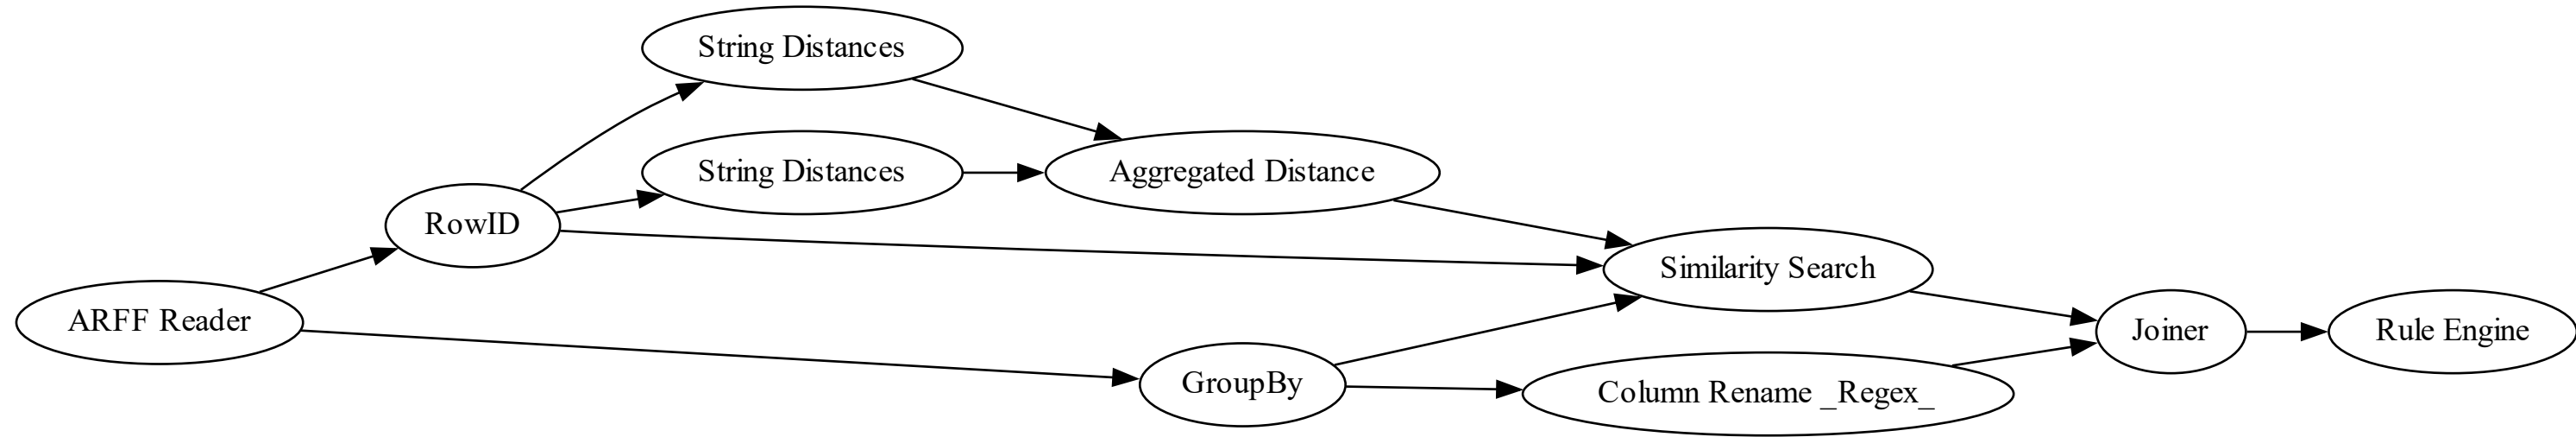 String Distances
String Distances
Aggregated Distance
RowID
Similarity Search
ARFF Reader
Joiner
Rule Engine
GroupBy
Column Rename _Regex_